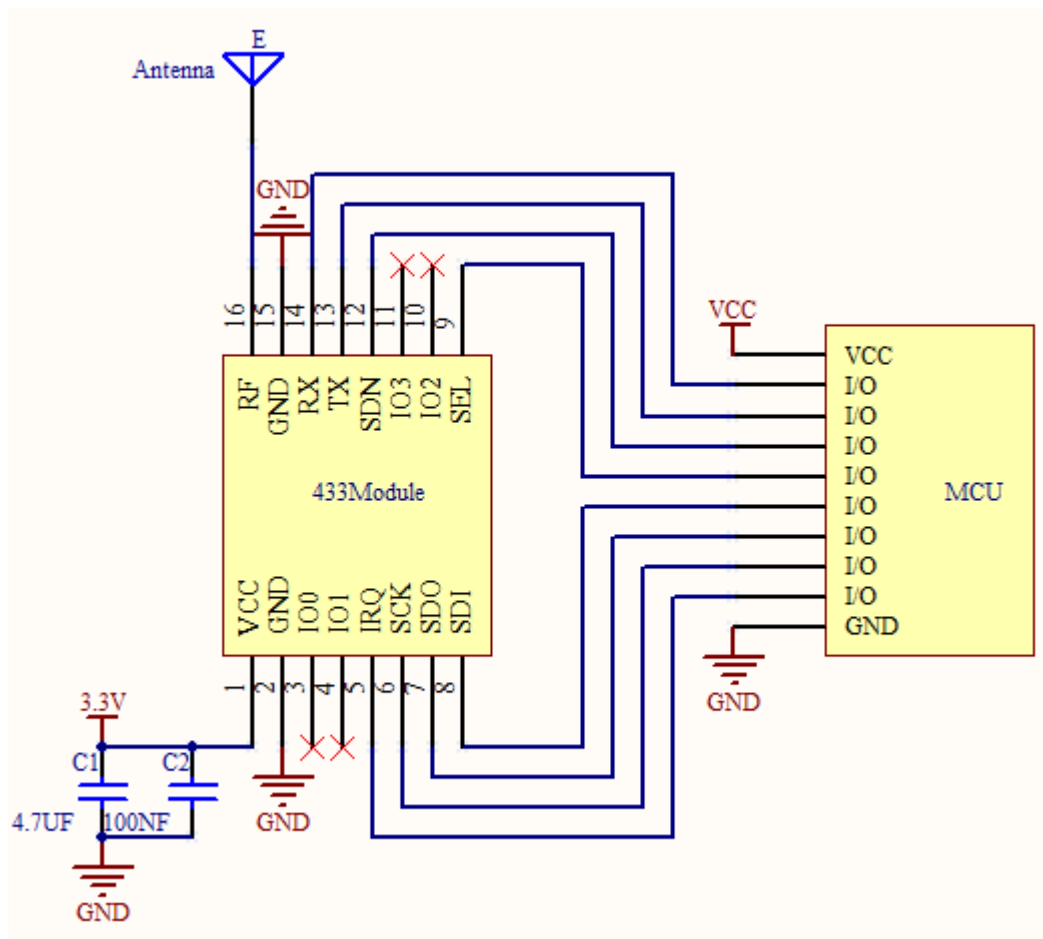 E
Antenna
GND
16
15
14
13
12
11
10
9
RF
GND
RX
TX
SDN
IO3
IO2
SEL
433Module
VCC
GND
IO0
IO1
IRQ
SCK
SDO
SDI
1
2
3
4
5
6
7
8
3.3V
C1
C2
4.7UF
100NF
GND
GND
VCC
VCC
I/O
I/O
I/O
I/O
I/O
I/O
I/O
I/O
GND
MCU
GND